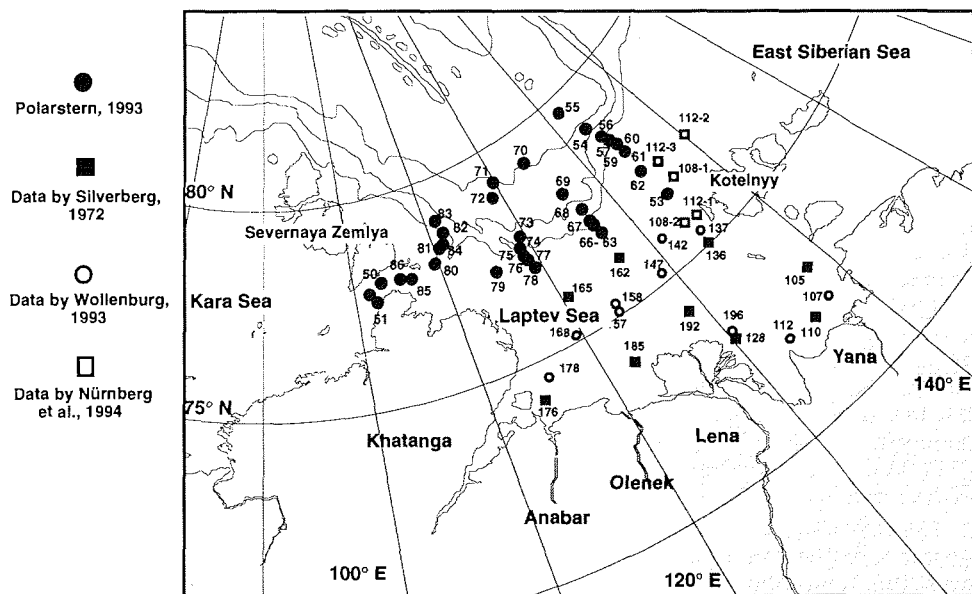 Polarstern, 1993
Data by Silverberg,
1972
Data by Wollenburg,
1993
Data by Nürnberg
et al., 1994
East Siberian Sea
55
56
112-2
54
57
60
59
61
112-3
70
62
108-1
71
Kotelnyy
69
53
80° N
72
112-1
68
83
108-2
137
Severnaya Zemlya
82
73
67
142
136
81
84
74
66-
63
75
77
80
76
162
147
105
50
86
78
79
165
107
Kara Sea
85
158
51
Laptev Sea
57
192
196
110
168
128
112
185
Yana
178
140° E
75° N
176
Khatanga
Lena
Olenek
Anabar
100° E
120° E